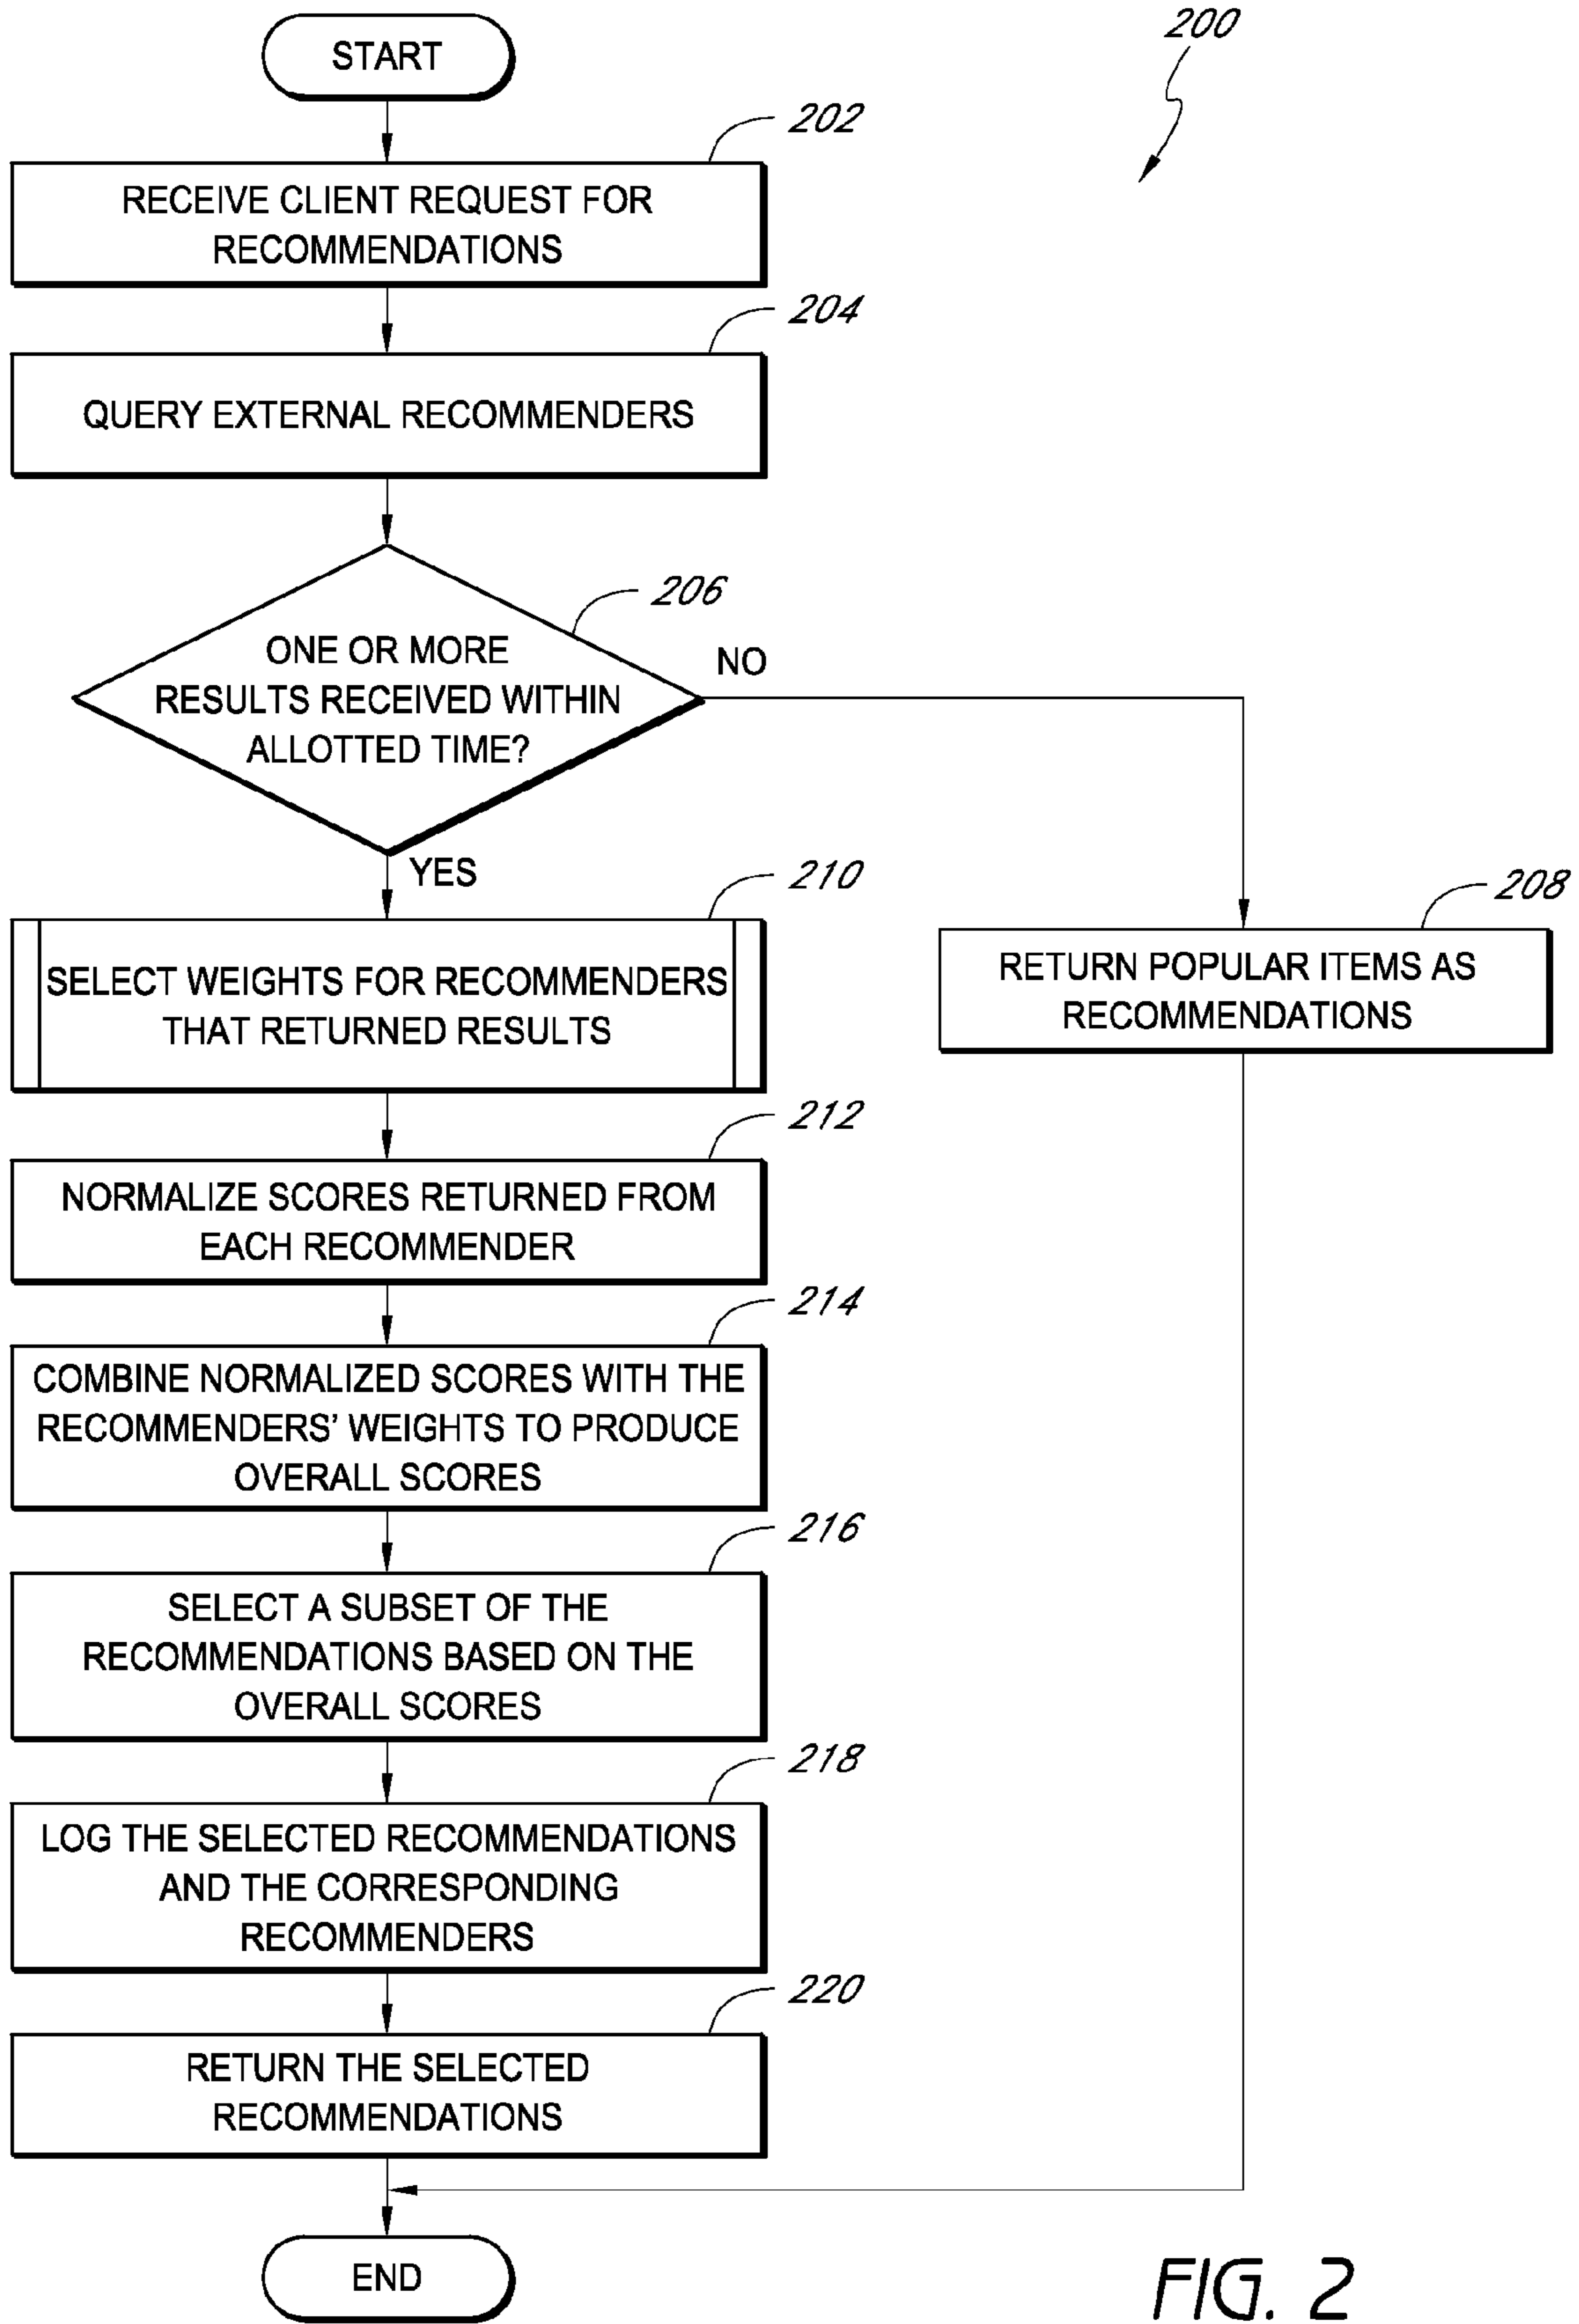 START
200
202
RECEIVE CLIENT REQUEST FOR
RECOMMENDATIONS
204
QUERY EXTERNAL RECOMMENDERS
206
ONE OR MORE
RESULTS RECEIVED WITHIN
ALLOTTED TIME?
NO
YES
210
SELECT WEIGHTS FOR RECOMMENDERS
THAT RETURNED RESULTS
208
RETURN POPULAR ITEMS AS
RECOMMENDATIONS
212
NORMALIZE SCORES RETURNED FROM
EACH RECOMMENDER
214
COMBINE NORMALIZED SCORES WITH THE
RECOMMENDERS' WEIGHTS TO PRODUCE
OVERALL SCORES
216
SELECT A SUBSET OF THE
RECOMMENDATIONS BASED ON THE
OVERALL SCORES
218
LOG THE SELECTED RECOMMENDATIONS
AND THE CORRESPONDING
RECOMMENDERS
220
RETURN THE SELECTED
RECOMMENDATIONS
END
FIG. 2